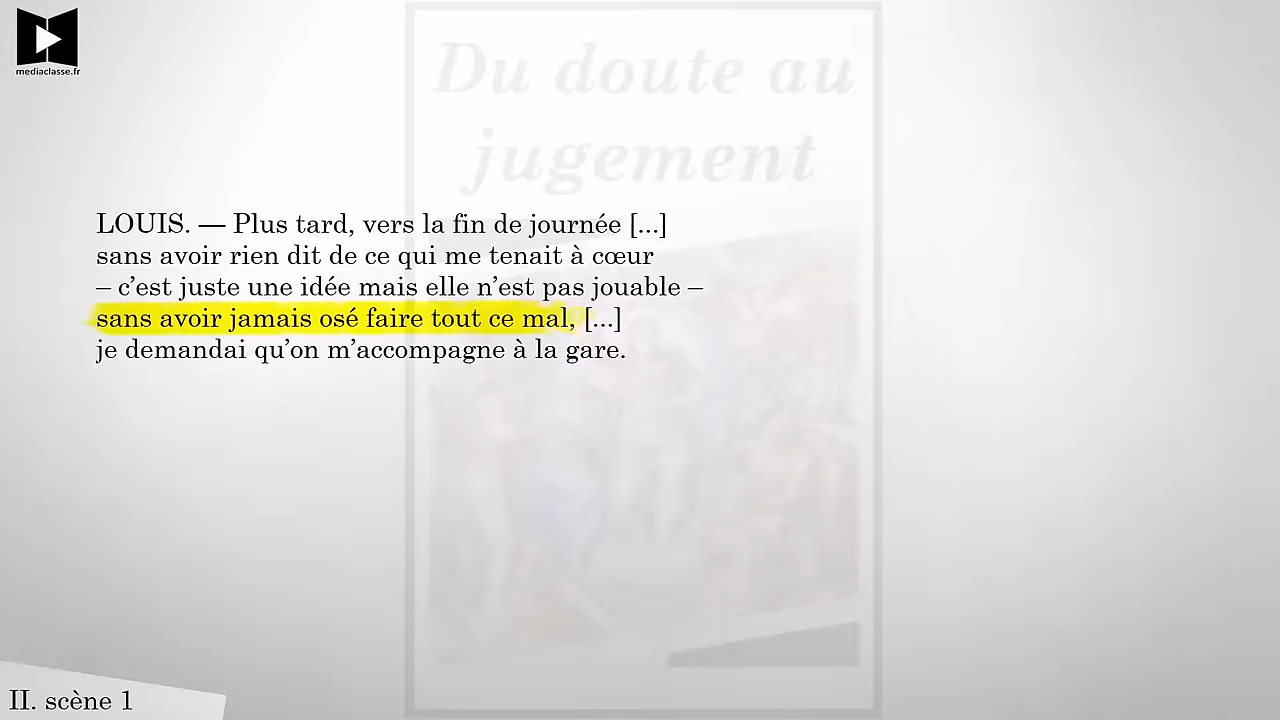 mediaclasse.fr
Du doute au
jugement
LOUIS. — Plus tard, vers la fin de journée [...]
sans avoir rien dit de ce qui me tenait à cœur
– c’est juste une idée mais elle n’est pas jouable –
sans avoir jamais osé faire tout ce mal, [...]
je demandai qu’on m’accompagne à la gare.
II. scène 1